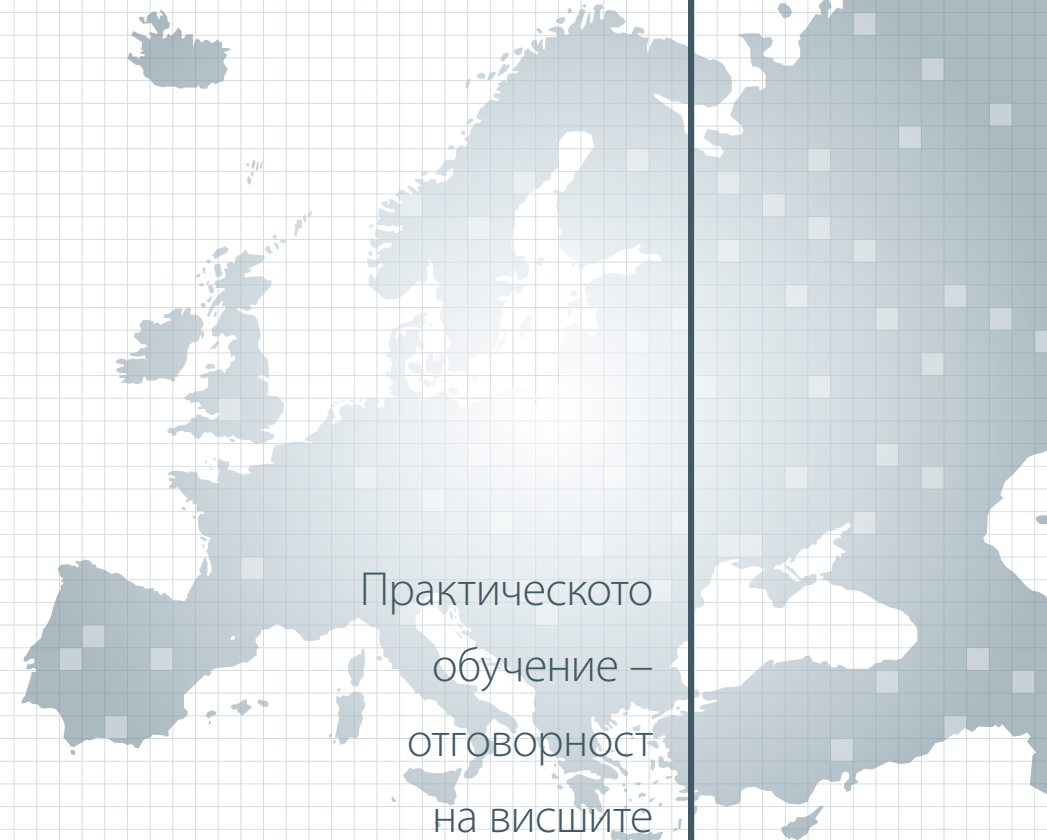 Практическото
обучение –
отговорност
на висшите